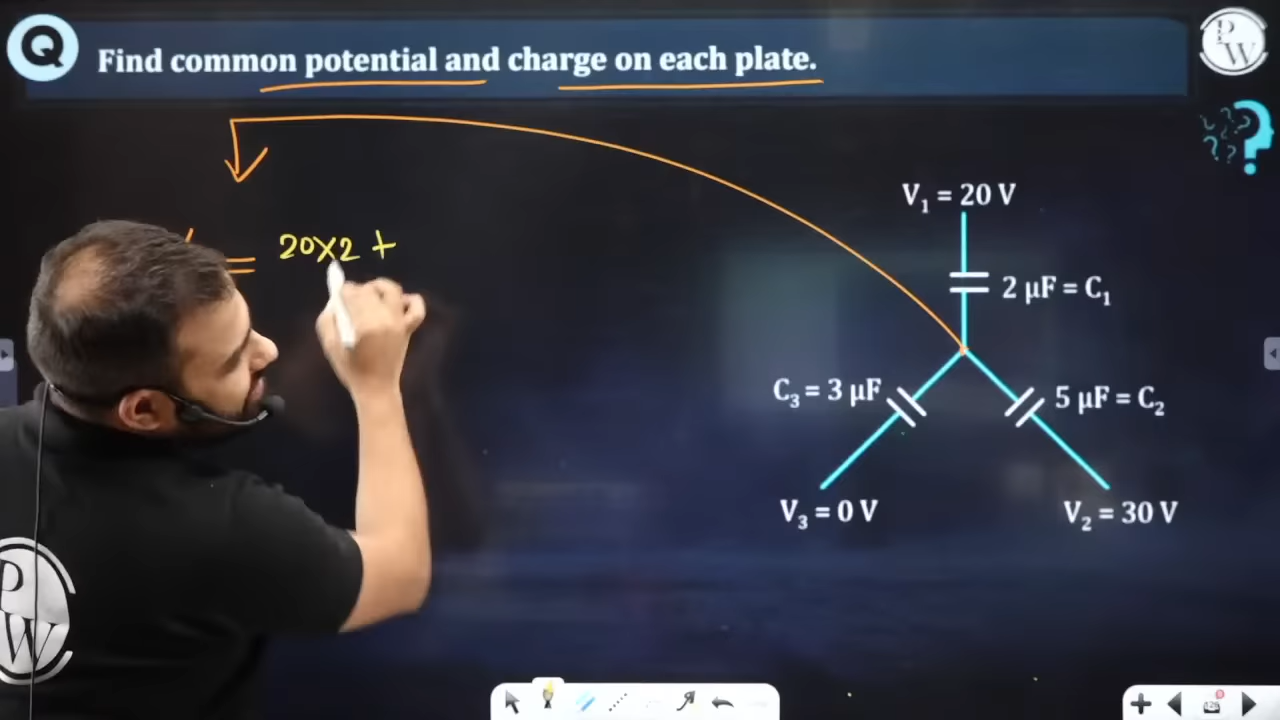 Q
Find common potential and charge on each plate.
P
W
V₁ = 20 V
20×2 +
2 μF = C₁
C₃ = 3 μF
5 μF = C₂
V₃ = 0 V
V₂ = 30 V
P
W